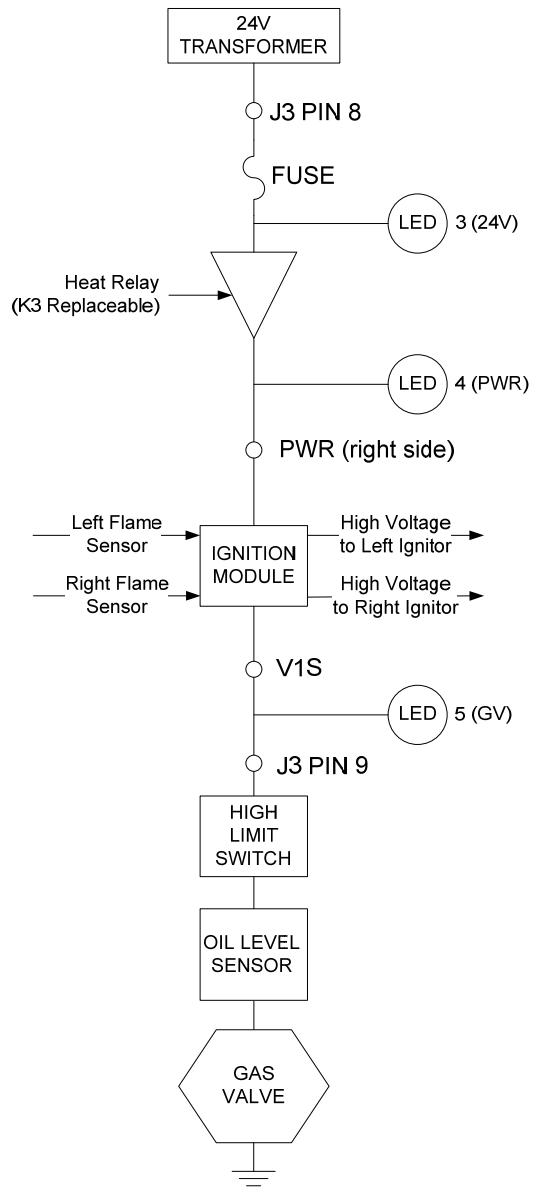 24V
TRANSFORMER
J3 PIN 8
FUSE
LED
3 (24V)
Heat Relay
(K3 Replaceable)
LED
4 (PWR)
PWR (right side)
Left Flame
Sensor
IGNITION
MODULE
High Voltage
to Left Ignitor
Right Flame
Sensor
High Voltage
to Right Ignitor
V1S
LED
5 (GV)
J3 PIN 9
HIGH
LIMIT
SWITCH
OIL LEVEL
SENSOR
GAS
VALVE